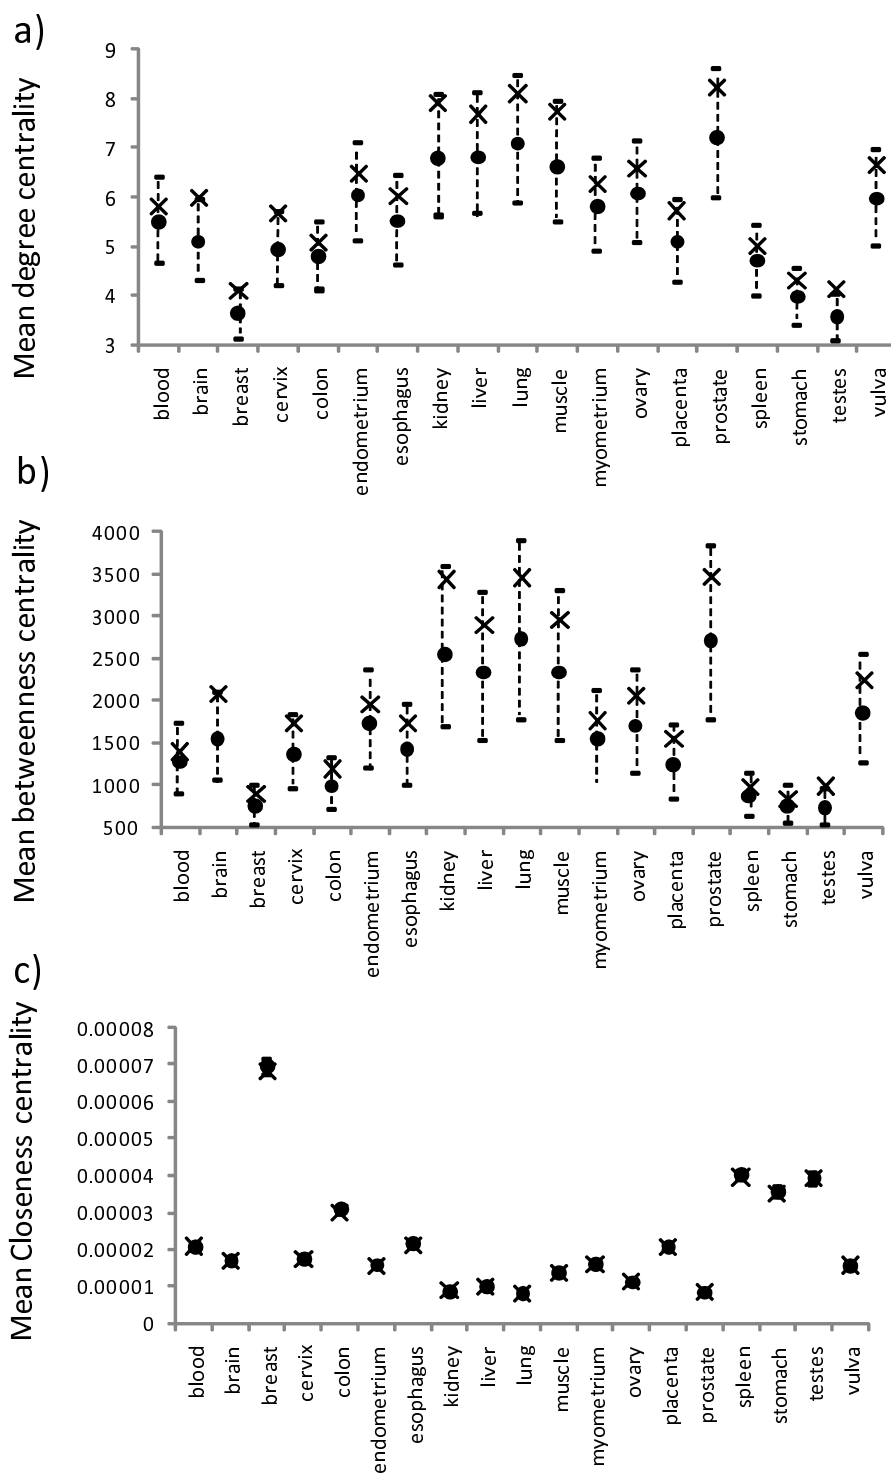 a)
Mean degree centrality
9
8
7
6
5
4
3
blood
brain
breast
cervix
colon
endometrium
esophagus
kidney
liver
lung
muscle
myometrium
ovary
placenta
prostate
spleen
stomach
testes
vulva
b)
Mean betweenness centrality
4000
3500
3000
2500
2000
1500
1000
500
blood
brain
breast
cervix
colon
endometrium
esophagus
kidney
liver
lung
muscle
myometrium
ovary
placenta
prostate
spleen
stomach
testes
vulva
c)
Mean Closeness centrality
0.00008
0.00007
0.00006
0.00005
0.00004
0.00003
0.00002
0.00001
0
blood
brain
breast
cervix
colon
endometrium
esophagus
kidney
liver
lung
muscle
myometrium
ovary
placenta
prostate
spleen
stomach
testes
vulva